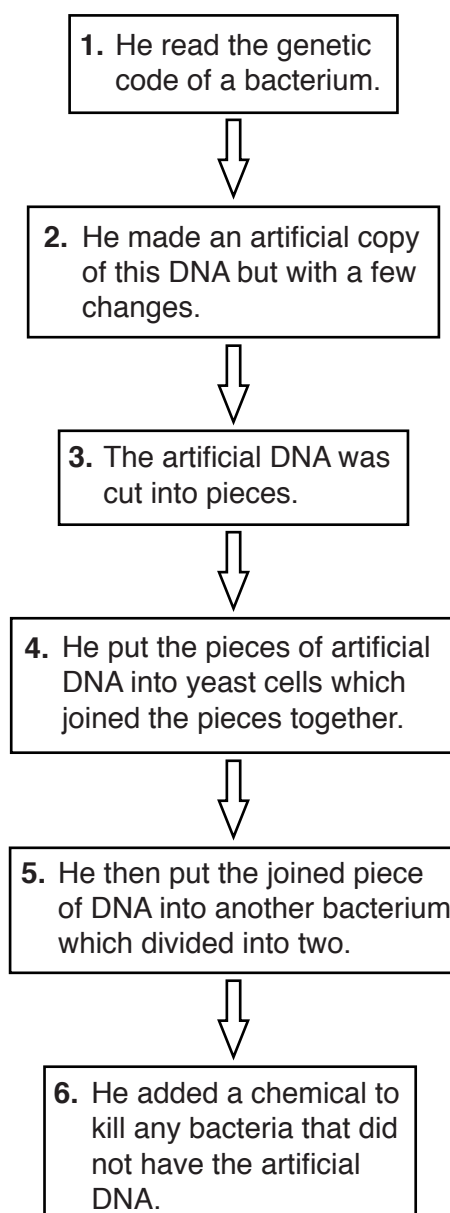 1. He read the genetic
code of a bacterium.
2. He made an artificial copy
of this DNA but with a few
changes.
3. The artificial DNA was
cut into pieces.
4. He put the pieces of artificial
DNA into yeast cells which
joined the pieces together.
5. He then put the joined piece
of DNA into another bacterium
which divided into two.
6. He added a chemical to
kill any bacteria that did
not have the artificial
DNA.